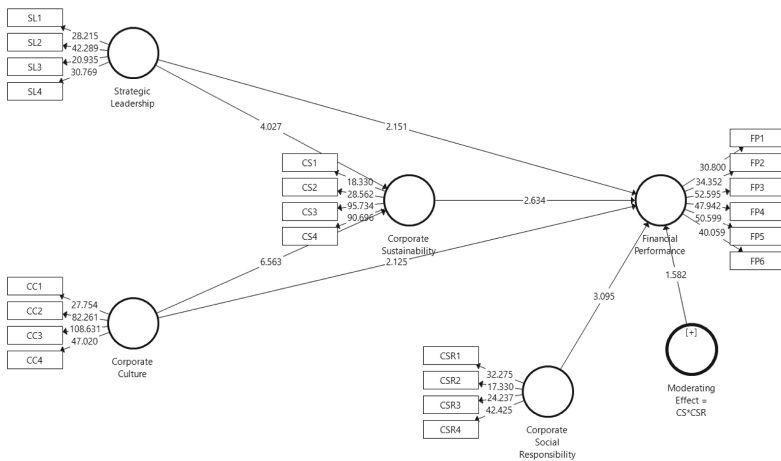 SL1
SL2
SL3
SL4
28.215
42.289
20.935
30.769
Strategic
Leadership
4.027
2.151
CS1
CS2
CS3
CS4
18.330
28.562
95.734
90.696
Corporate
Sustainability
2.634
6.563
2.125
FP1
FP2
FP3
FP4
FP5
FP6
30.800
34.352
52.595
47.942
50.599
40.059
Financial
Performance
CC1
CC2
CC3
CC4
27.754
82.261
108.631
47.020
Corporate
Culture
3.095
1.582
CSR1
CSR2
CSR3
CSR4
32.275
17.330
24.237
42.425
Corporate
Social
Responsibility
[+]
Moderating
Effect =
CS*CSR